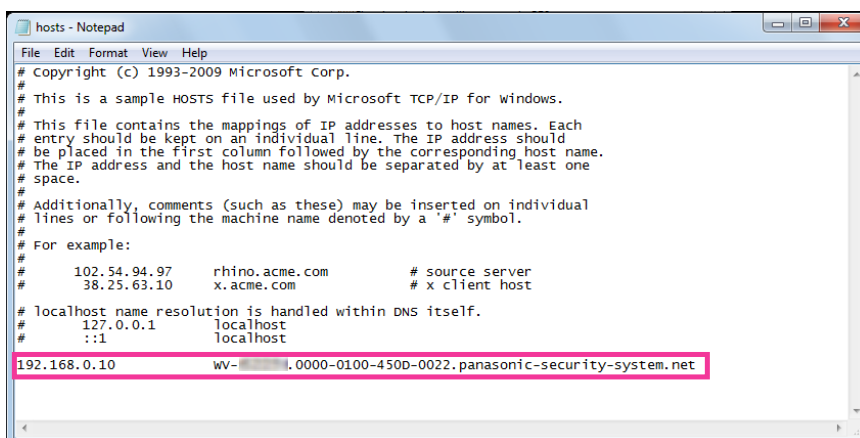 hosts - Notepad
File Edit Format View Help
# Copyright (c) 1993-2009 Microsoft Corp.
#
# This is a sample HOSTS file used by Microsoft TCP/IP for Windows.
#
# This file contains the mappings of IP addresses to host names. Each
# entry should be kept on an individual line. The IP address should
# be placed in the first column followed by the corresponding host name.
# The IP address and the host name should be separated by at least one
# space.
#
# Additionally, comments (such as these) may be inserted on individual
# lines or following the machine name denoted by a '#' symbol.
#
# For example:
#
#      102.54.94.97     rhino.acme.com          # source server
#       38.25.63.10     x.acme.com              # x client host

# localhost name resolution is handled within DNS itself.
#       127.0.0.1       localhost
#       ::1             localhost
192.168.0.10            WV- .0000-0100-450D-0022.panasonic-security-system.net